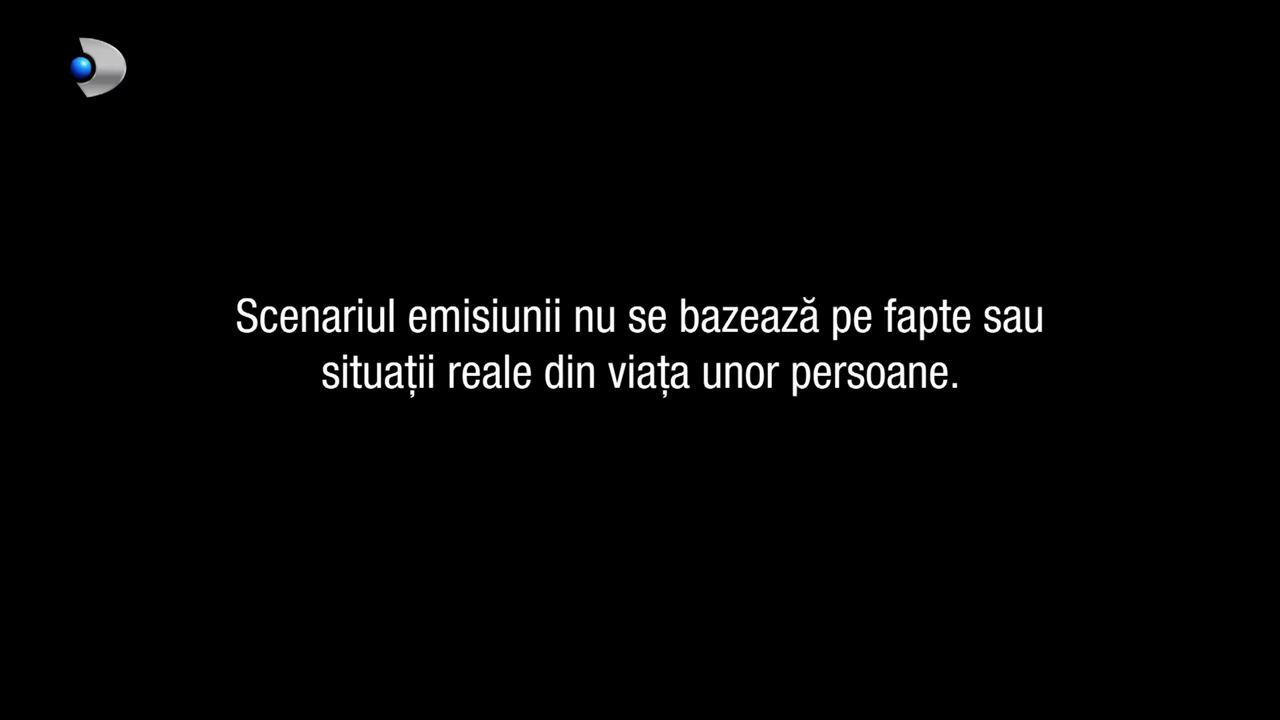 Scenariul emisiunii nu se bazează pe fapte sau
situații reale din viața unor persoane.